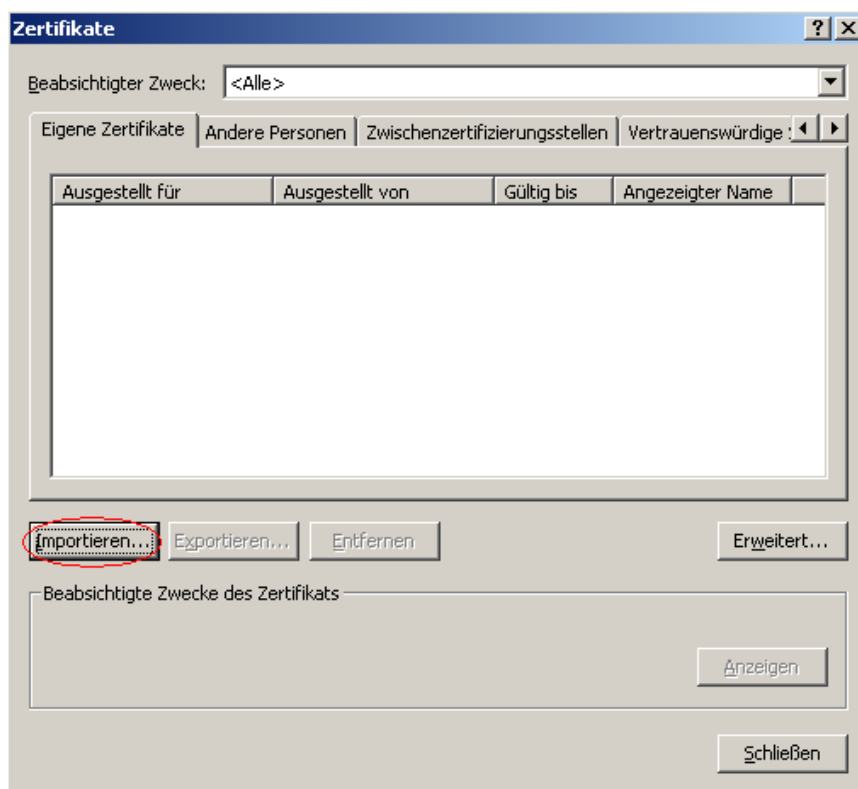 Zertifikate
Beabsichtigter Zweck: <Alle>
Eigene Zertifikate Andere Personen Zwischenzertifizierungsstellen Vertrauenswürdige
Ausgestellt für Ausgestellt von Gültig bis Angezeigter Name
Importieren... Exportieren... Entfernen Erweitert...
Beabsichtigte Zwecke des Zertifikats
Anzeigen
Schließen